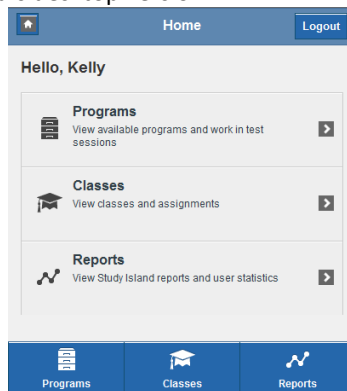 Home
Logout
Hello, Kelly
Programs
View available programs and work in test
sessions
Classes
View classes and assignments
Reports
View Study Island reports and user statistics
Programs
Classes
Reports